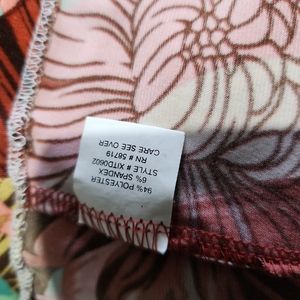 94% POLYESTER
6% SPANDEX
STYLE # XITD0602
RN # 58719
CARE SEE OVER